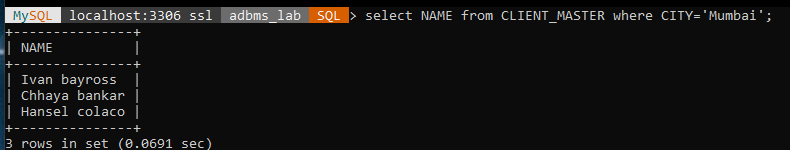 MySQL localhost:3306 ssl adbms_lab SQL > select NAME from CLIENT_MASTER where CITY='Mumbai';
+---------------+
| NAME          |
+---------------+
| Ivan bayross  |
| Chhaya bankar |
| Hansel colaco |
+---------------+
3 rows in set (0.0691 sec)